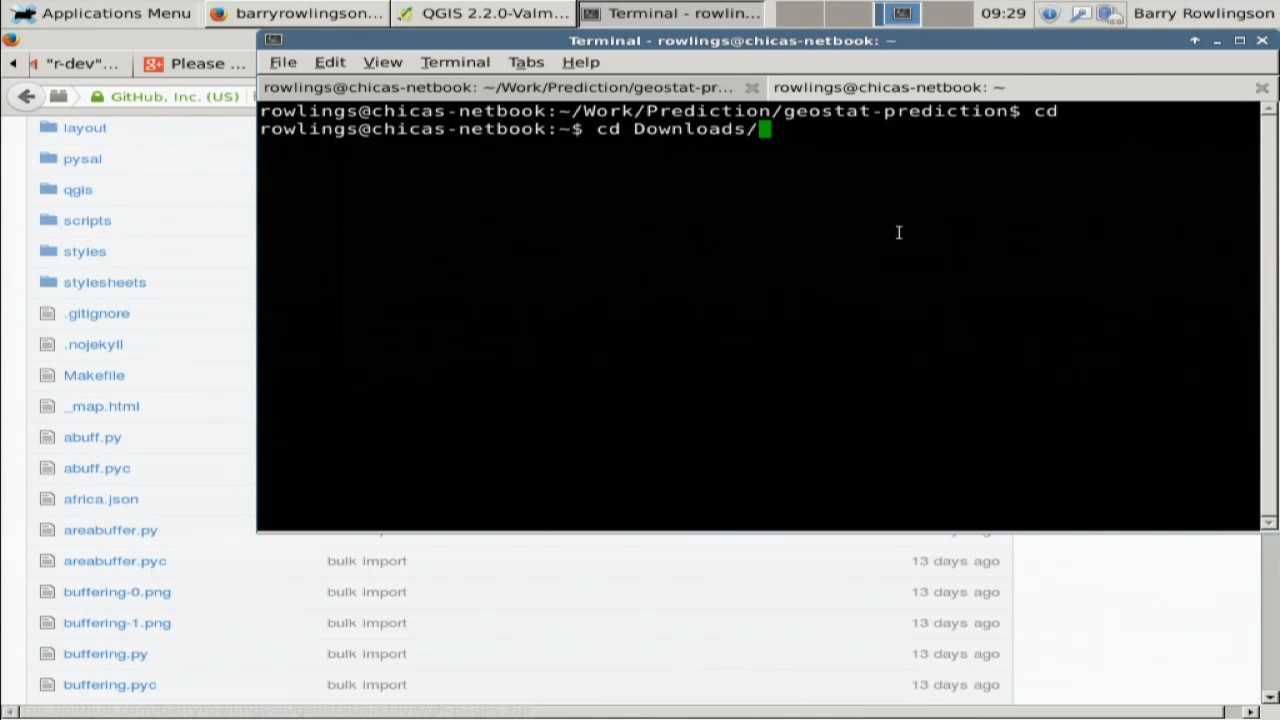 Applications Menu barryrowlingson... QGIS 2.2.0-Valm... Terminal - rowlin... 09:29 Barry Rowlingson
Terminal - rowlings@chicas-netbook: ~
"r-dev"... Please ...
File Edit View Terminal Tabs Help
GitHub, Inc. (US)
rowlings@chicas-netbook: ~/Work/Prediction/geostat-pr... rowlings@chicas-netbook: ~
rowlings@chicas-netbook:~/Work/Prediction/geostat-prediction$ cd
rowlings@chicas-netbook:~$ cd Downloads/
layout
pysal
qgis
scripts
styles
stylesheets
.gitignore
.nojekyll
Makefile
_map.html
abuff.py
abuff.pyc
africa.json
areabuffer.py
areabuffer.pyc bulk import 13 days ago
buffering-0.png bulk import 13 days ago
buffering-1.png bulk import 13 days ago
buffering.py bulk import 13 days ago
buffering.pyc bulk import 13 days ago